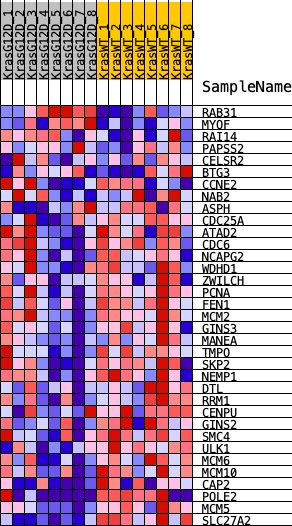 KrasG12D_1
KrasG12D_2
KrasG12D_3
KrasG12D_4
KrasG12D_5
KrasG12D_6
KrasG12D_7
KrasG12D_8
KrasWT_1
KrasWT_2
KrasWT_3
KrasWT_4
KrasWT_5
KrasWT_6
KrasWT_7
KrasWT_8
SampleName
RAB31
MYOF
RAI14
PAPSS2
CELSR2
BTG3
CCNE2
NAB2
ASPH
CDC25A
ATAD2
CDC6
NCAPG2
WDHD1
ZWILCH
PCNA
FEN1
MCM2
GINS3
MANEA
TMPO
SKP2
NEMP1
DTL
RRM1
CENPU
GINS2
SMC4
ULK1
MCM6
MCM10
CAP2
POLE2
MCM5
SLC27A2